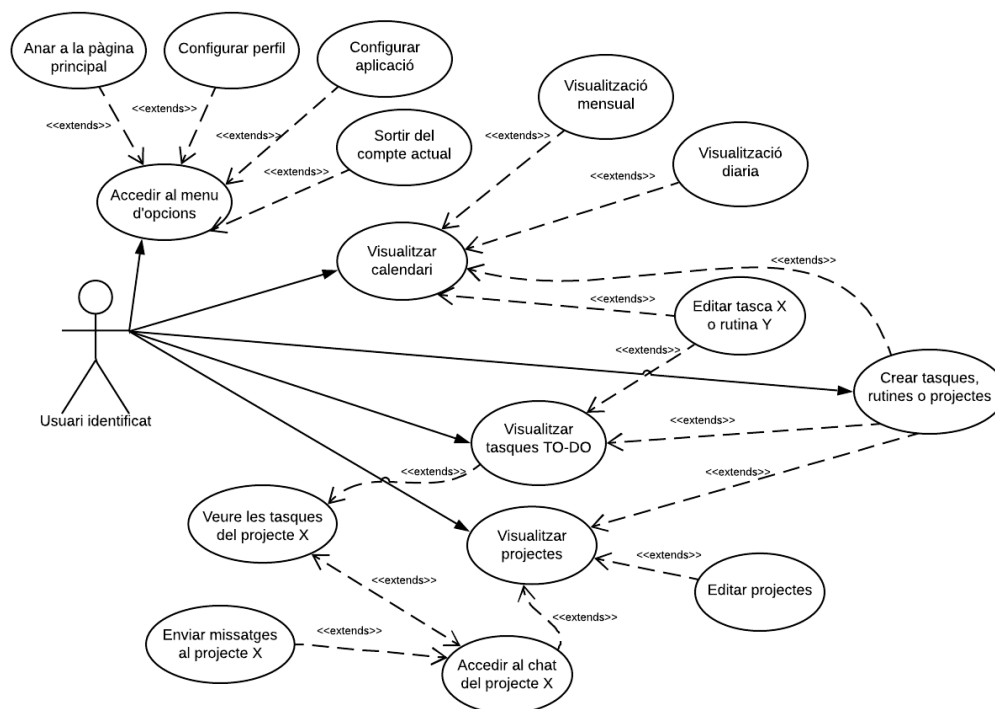 Anar a la pàgina
principal
Configurar perfil
Configurar
aplicació
Visualització
mensual
<<extends>>
<<extends>>
<<extends>>
Sortir del
compte actual
<<extends>>
<<extends>>
Visualització
diaria
<<extends>>
Accedir al menu
d'opcions
Visualitzar
calendari
<<extends>>
<<extends>>
Editar tasca X
o rutina Y
<<extends>>
Crear tasques,
rutines o projectes
Usuari identificat
Visualitzar
tasques TO-DO
<<extends>>
<<extends>>
<<extends>>
Veure les tasques
del projecte X
Visualitzar
projectes
<<extends>>
Editar projectes
<<extends>>
Enviar missatges
al projecte X
<<extends>>
<<extends>>
Accedir al chat
del projecte X